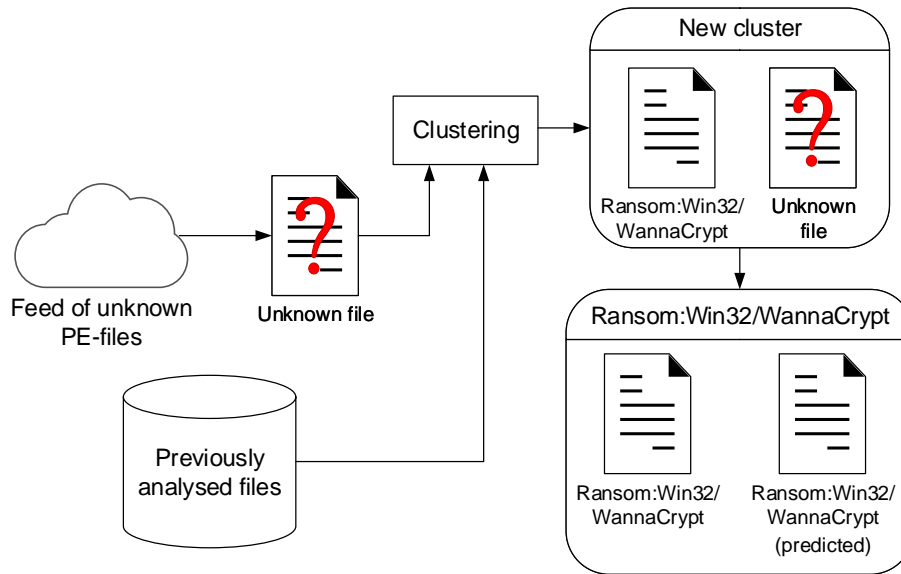 New cluster
Ransom:Win32/
WannaCrypt
Unknown
file
Clustering
Feed of unknown
PE-files
Unknown file
Previously
analysed files
Ransom:Win32/WannaCrypt
Ransom:Win32/
WannaCrypt
Ransom:Win32/
WannaCrypt
(predicted)